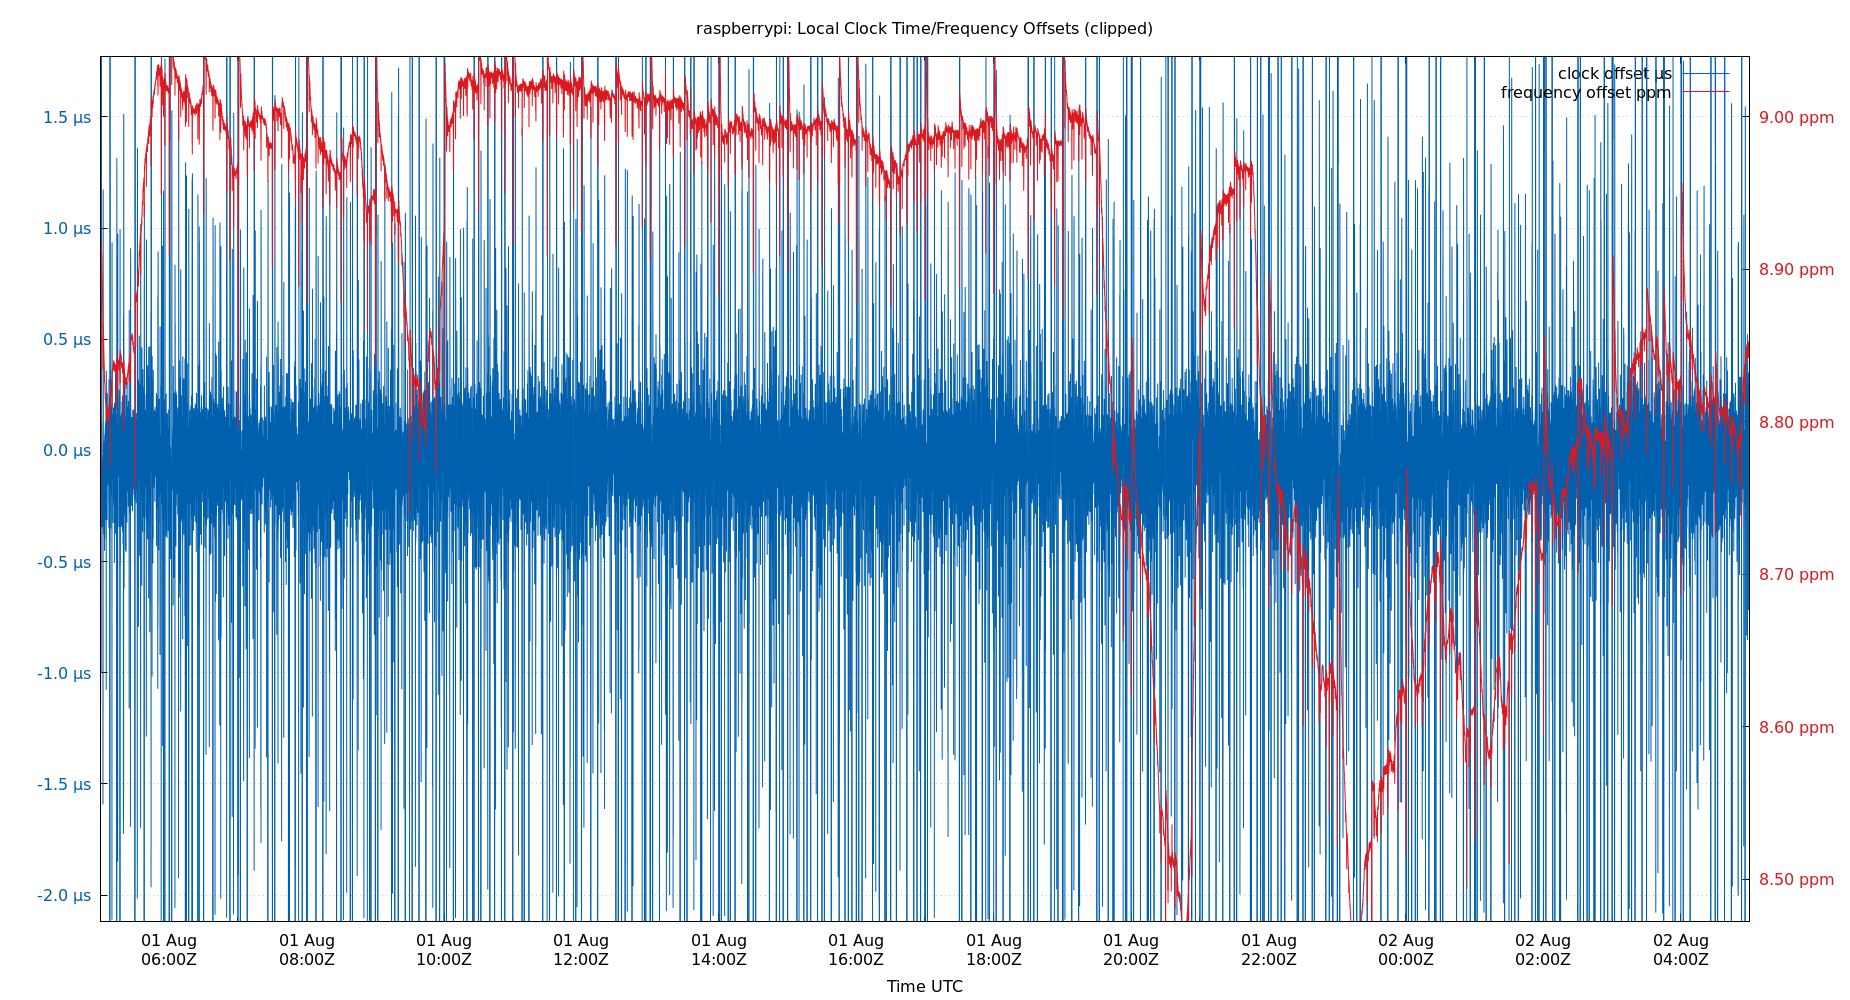 raspberrypi: Local Clock Time/Frequency Offsets (clipped)
clock offset µs
frequency offset ppm
1.5 µs
1.0 µs
0.5 µs
0.0 µs
-0.5 µs
-1.0 µs
-1.5 µs
-2.0 µs
9.00 ppm
8.90 ppm
8.80 ppm
8.70 ppm
8.60 ppm
8.50 ppm
01 Aug 01 Aug 01 Aug 01 Aug 01 Aug 01 Aug 01 Aug 01 Aug 01 Aug 02 Aug 02 Aug 02 Aug
06:00Z 08:00Z 10:00Z 12:00Z 14:00Z 16:00Z 18:00Z 20:00Z 22:00Z 00:00Z 02:00Z 04:00Z
Time UTC